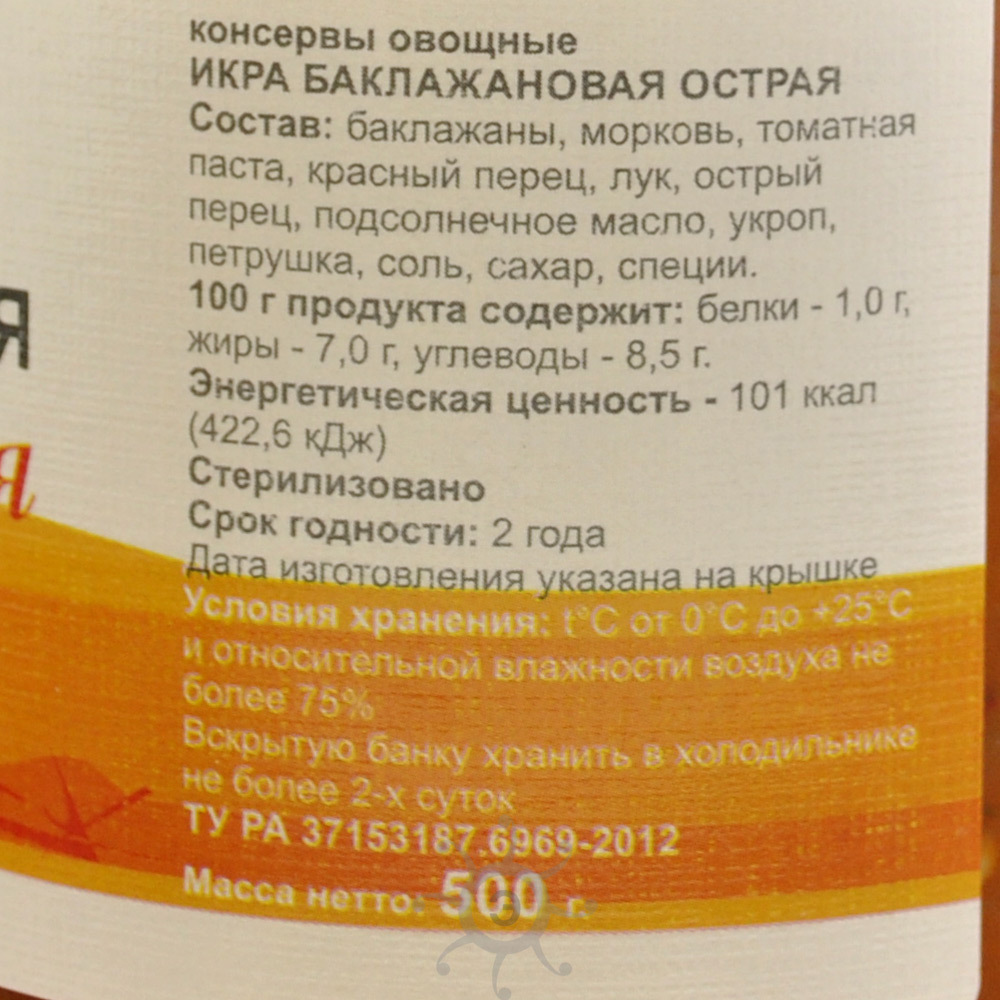 консервы овощные
ИКРА БАКЛАЖАНОВАЯ ОСТРАЯ
Состав: баклажаны, морковь, томатная
паста, красный перец, лук, острый
перец, подсолнечное масло, укроп,
петрушка, соль, сахар, специи.
100 г продукта содержит: белки - 1,0 г,
жиры - 7,0 г, углеводы - 8,5 г.
Энергетическая ценность - 101 ккал
(422,6 кДж)
Стерилизовано
Срок годности: 2 года
Дата изготовления указана на крышке
Условия хранения: t°C от 0°C до +25°C
и относительной влажности воздуха не
более 75%
Вскрытую банку хранить в холодильнике
не более 2-х суток
ТУ РА 37153187.6969-2012
Масса нетто: 500 г.
Я
я